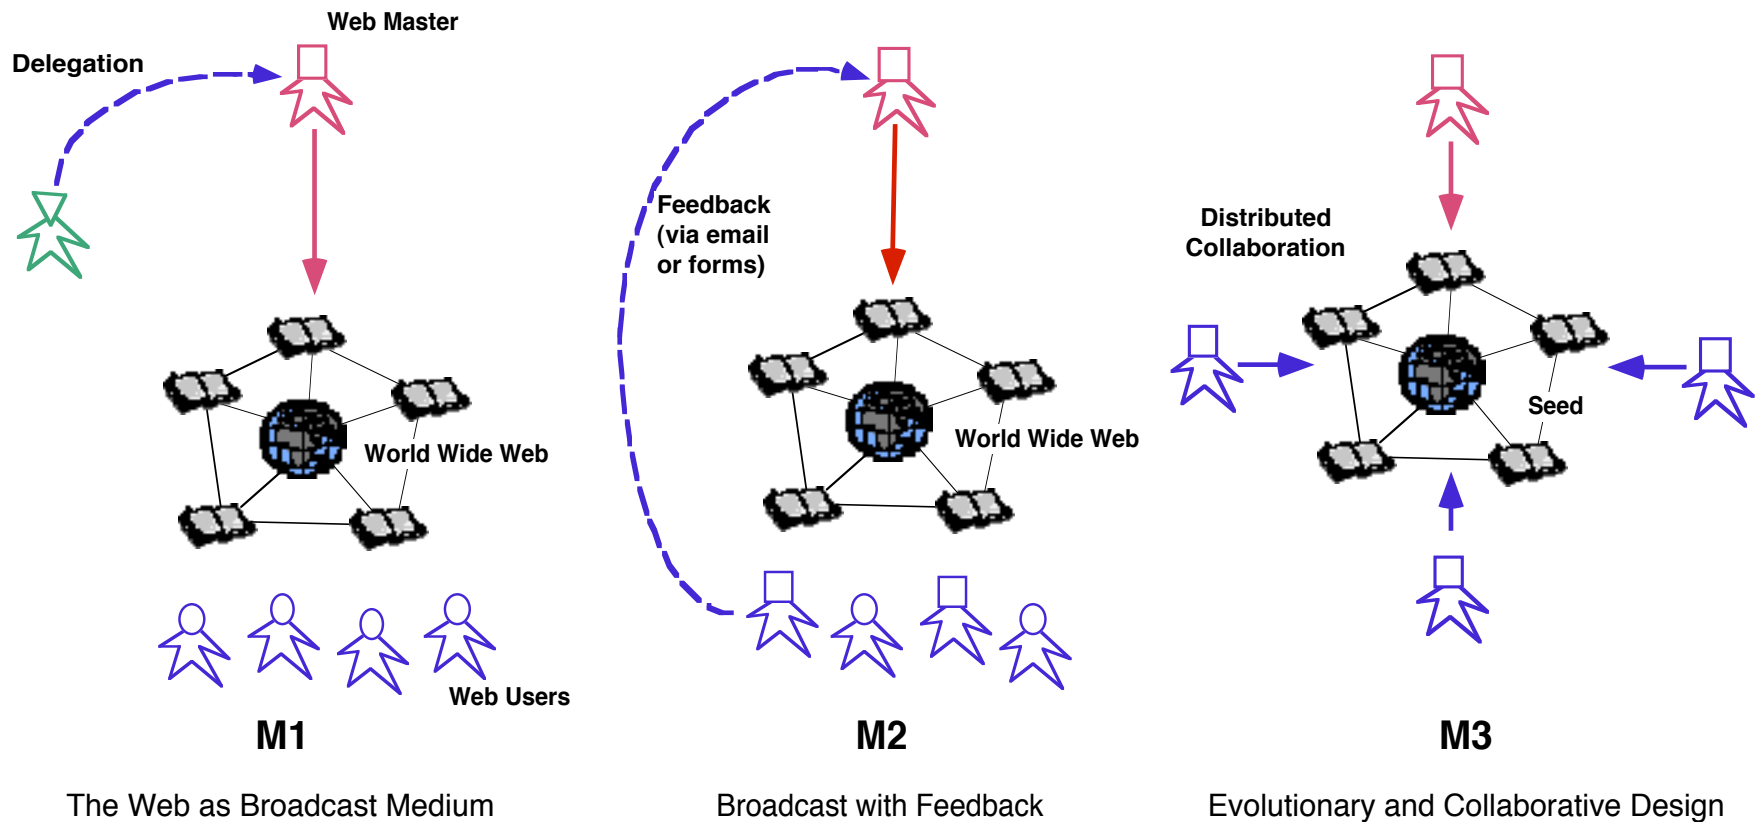 Web Master
Delegation
World Wide Web
Web Users
M1
The Web as Broadcast Medium
Feedback
(via email
or forms)
World Wide Web
M2
Broadcast with Feedback
Distributed
Collaboration
Seed
M3
Evolutionary and Collaborative Design